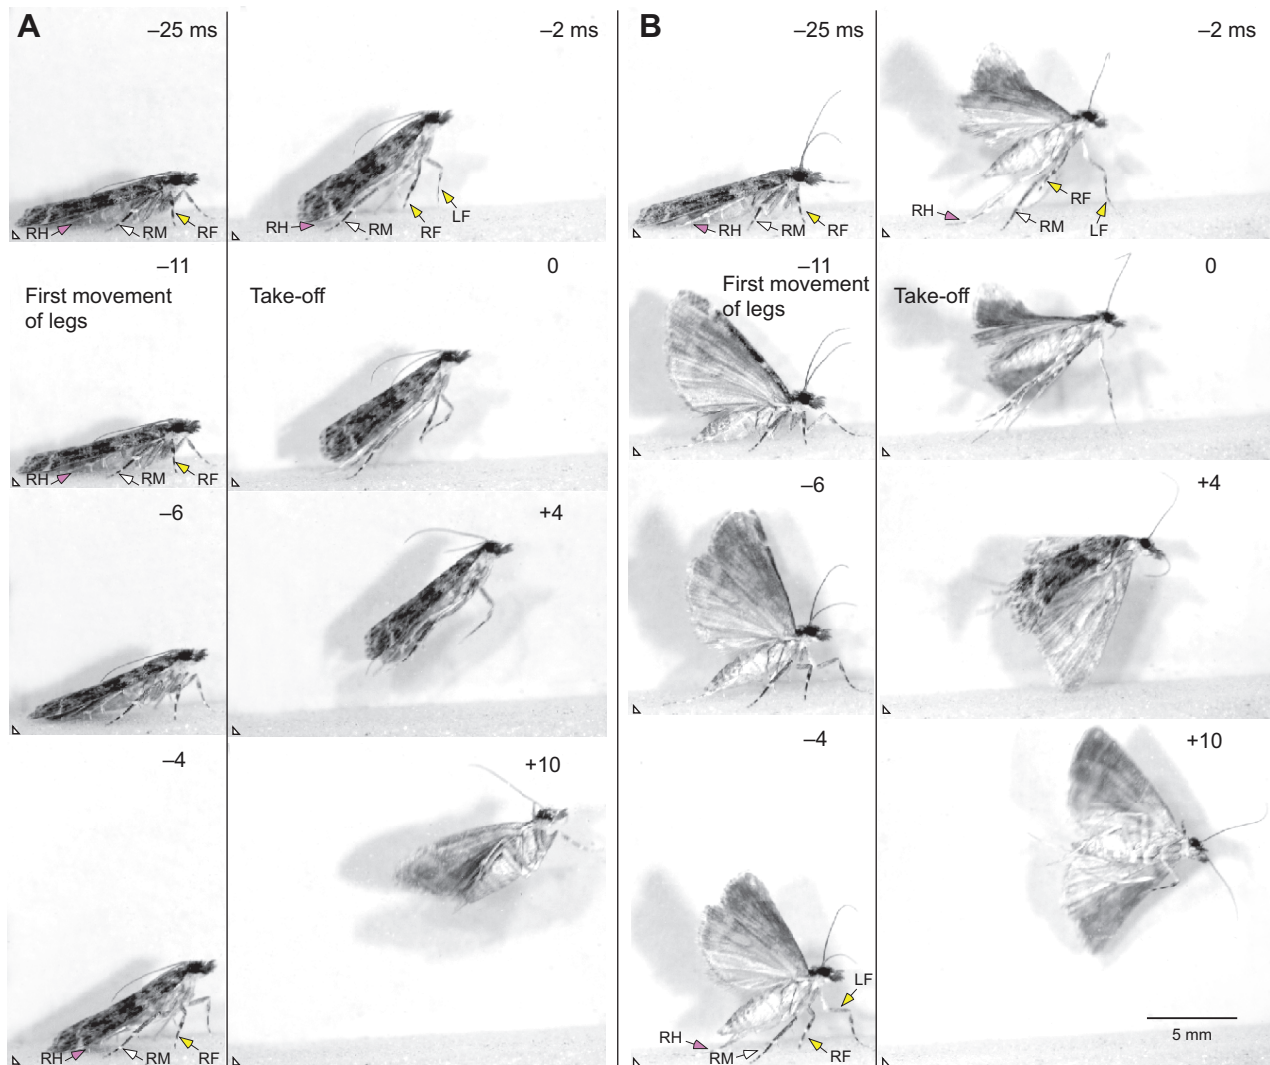 A
–25 ms
RH
RM
RF
–11
First movement
of legs
RH
RM
RF
–6
–4
RH
RM
RF
–2 ms
RH
RM
RF
LF
0
Take-off
+4
+10
B
–25 ms
RH
RM
RF
–11
First movement
of legs
–6
–4
LF
RH
RM
RF
–2 ms
RH
RF
RM
LF
0
Take-off
+4
+10
5 mm